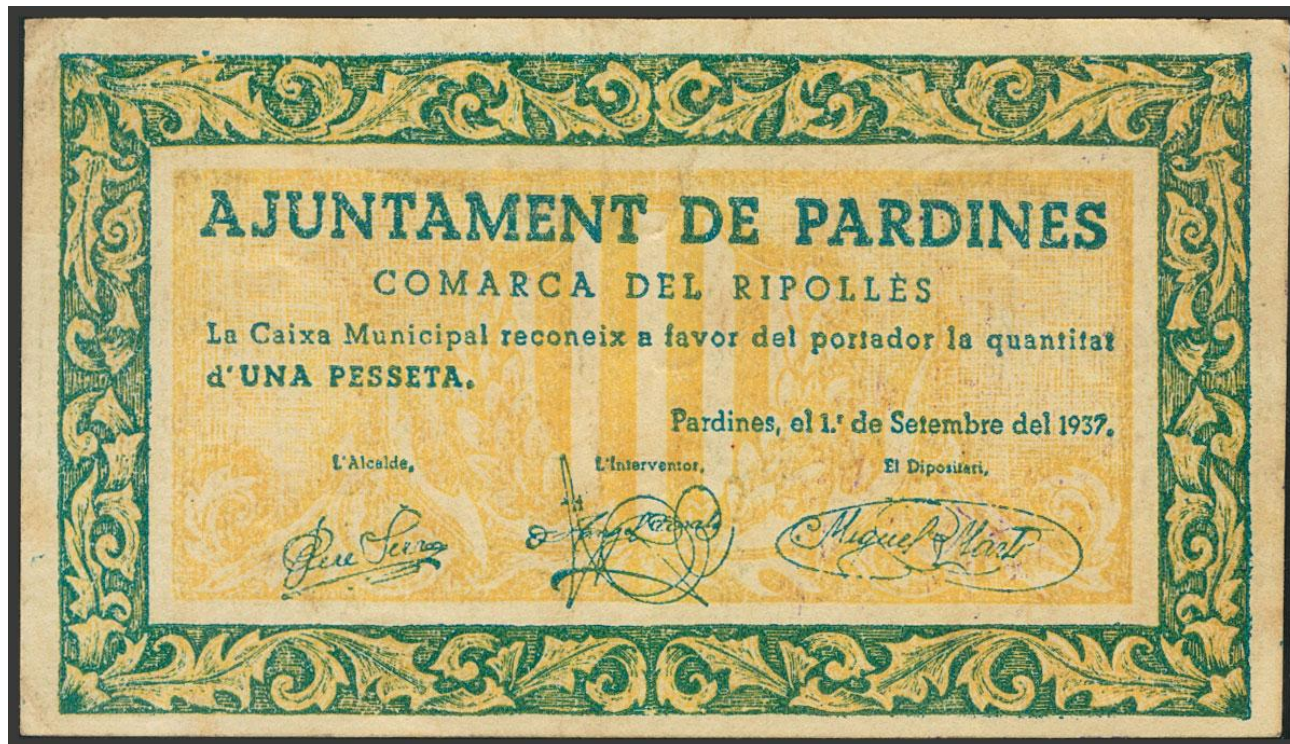 AJUNTAMENT DE PARDINES
COMARCA DEL RIPOLLÈS
La Caixa Municipal reconeix a favor del portador la quantitat
d'UNA PESSETA.
Pardines, el 1.ʳ de Setembre del 1937.
L'Alcalde, L'Interventor, El Dipositari,
Pere Serra Miquel Martí